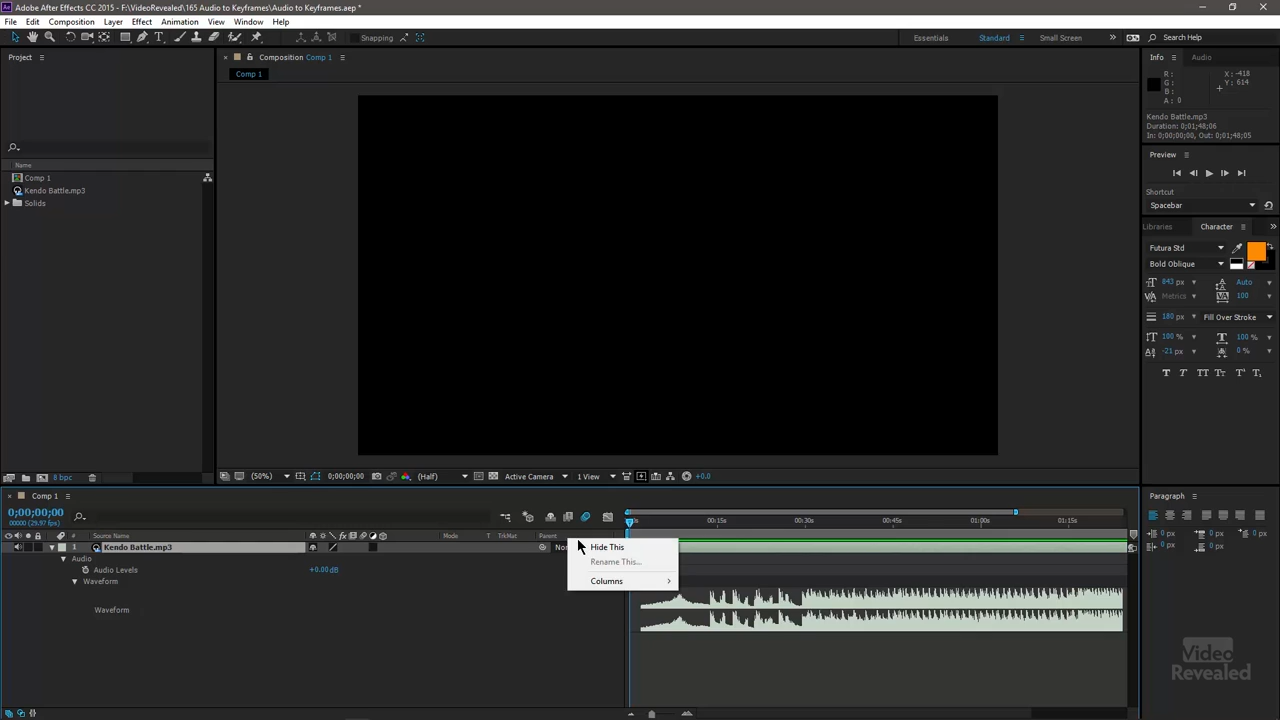 Adobe After Effects CC 2015 - F:\VideoRevealed\165 Audio to Keyframes\Audio to Keyframes.aep *
File Edit Composition Layer Effect Animation View Window Help
Snapping
Essentials Standard Small Screen Search Help
Project
Composition Comp 1
Comp 1
Name
Comp 1
Kendo Battle.mp3
Solids
8 bpc
(50%) 0;00;00;00 (Half) Active Camera 1 View +0.0
Info Audio
R : X : -418
G : Y : 614
B :
A : 0
Kendo Battle.mp3
Duration: 0;01;48;06
In: 0;00;00;00, Out: 0;01;48;05
Preview
Shortcut
Spacebar
Libraries Character
Futura Std
Bold Oblique
843 px Auto
Metrics 100
180 px Fill Over Stroke
100 % 100 %
-21 px 0 %
Paragraph
0 px 0 px
0 px 0 px
Comp 1
0;00;00;00
00000 (29.97 fps)
00:15s 00:30s 00:45s 01:00s 01:15s
# Layer Name Mode T TrkMat Parent
1 Kendo Battle.mp3
Audio
Audio Levels +0.00dB
Waveform
Waveform
Hide This
Rename This...
Columns
Video
Revealed